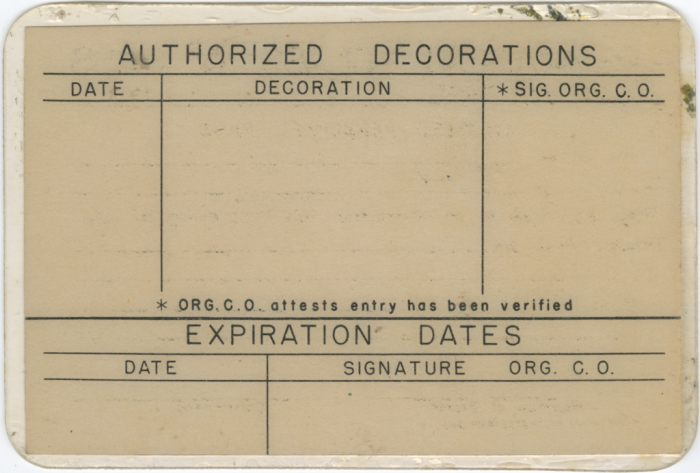 AUTHORIZED DECORATIONS
DATE DECORATION * SIG. ORG. C. O.
* ORG. C. O. attests entry has been verified
EXPIRATION DATES
DATE SIGNATURE ORG. C. O.